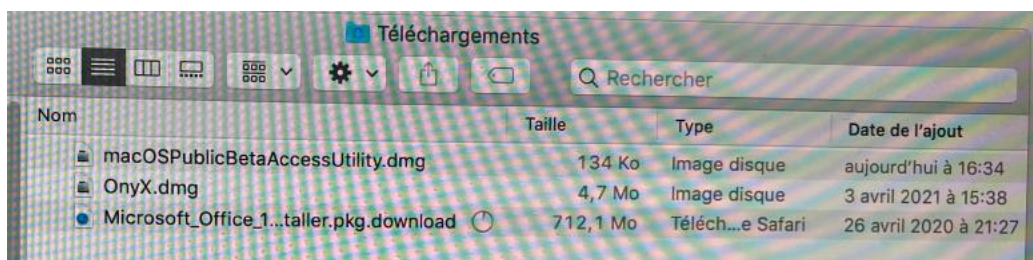 Téléchargements
Rechercher
Nom Taille Type Date de l'ajout
macOSPublicBetaAccessUtility.dmg 134 Ko Image disque aujourd'hui à 16:34
OnyX.dmg 4,7 Mo Image disque 3 avril 2021 à 15:38
Microsoft_Office_1...taller.pkg.download 712,1 Mo Téléch...e Safari 26 avril 2020 à 21:27